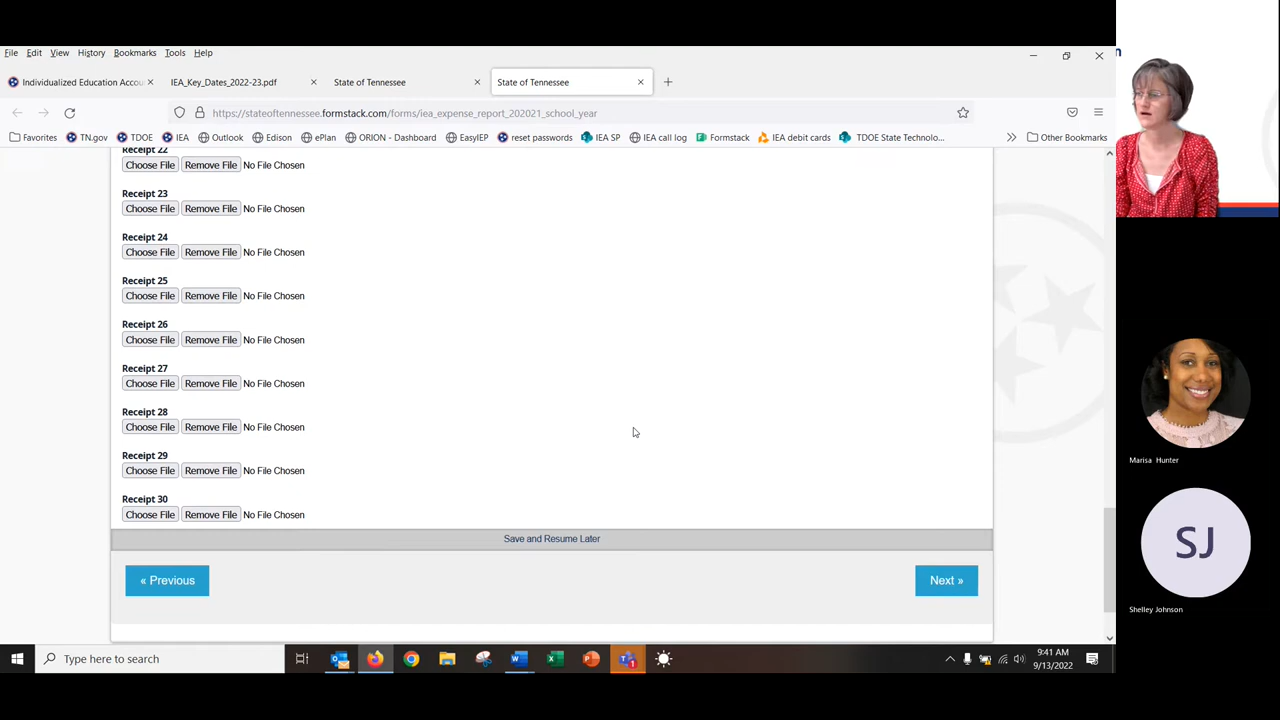 File Edit View History Bookmarks Tools Help
Individualized Education Accou
IEA_Key_Dates_2022-23.pdf
State of Tennessee
State of Tennessee
https://stateoftennessee.formstack.com/forms/iea_expense_report_202021_school_year
Favorites TN.gov TDOE IEA Outlook Edison ePlan ORION - Dashboard EasyIEP reset passwords IEA SP IEA call log Formstack IEA debit cards TDOE State Technolo... Other Bookmarks
Receipt 22
Choose File Remove File No File Chosen
Receipt 23
Choose File Remove File No File Chosen
Receipt 24
Choose File Remove File No File Chosen
Receipt 25
Choose File Remove File No File Chosen
Receipt 26
Choose File Remove File No File Chosen
Receipt 27
Choose File Remove File No File Chosen
Receipt 28
Choose File Remove File No File Chosen
Receipt 29
Choose File Remove File No File Chosen
Receipt 30
Choose File Remove File No File Chosen
Save and Resume Later
« Previous
Next »
Marisa Hunter
SJ
Shelley Johnson
Type here to search
9:41 AM
9/13/2022